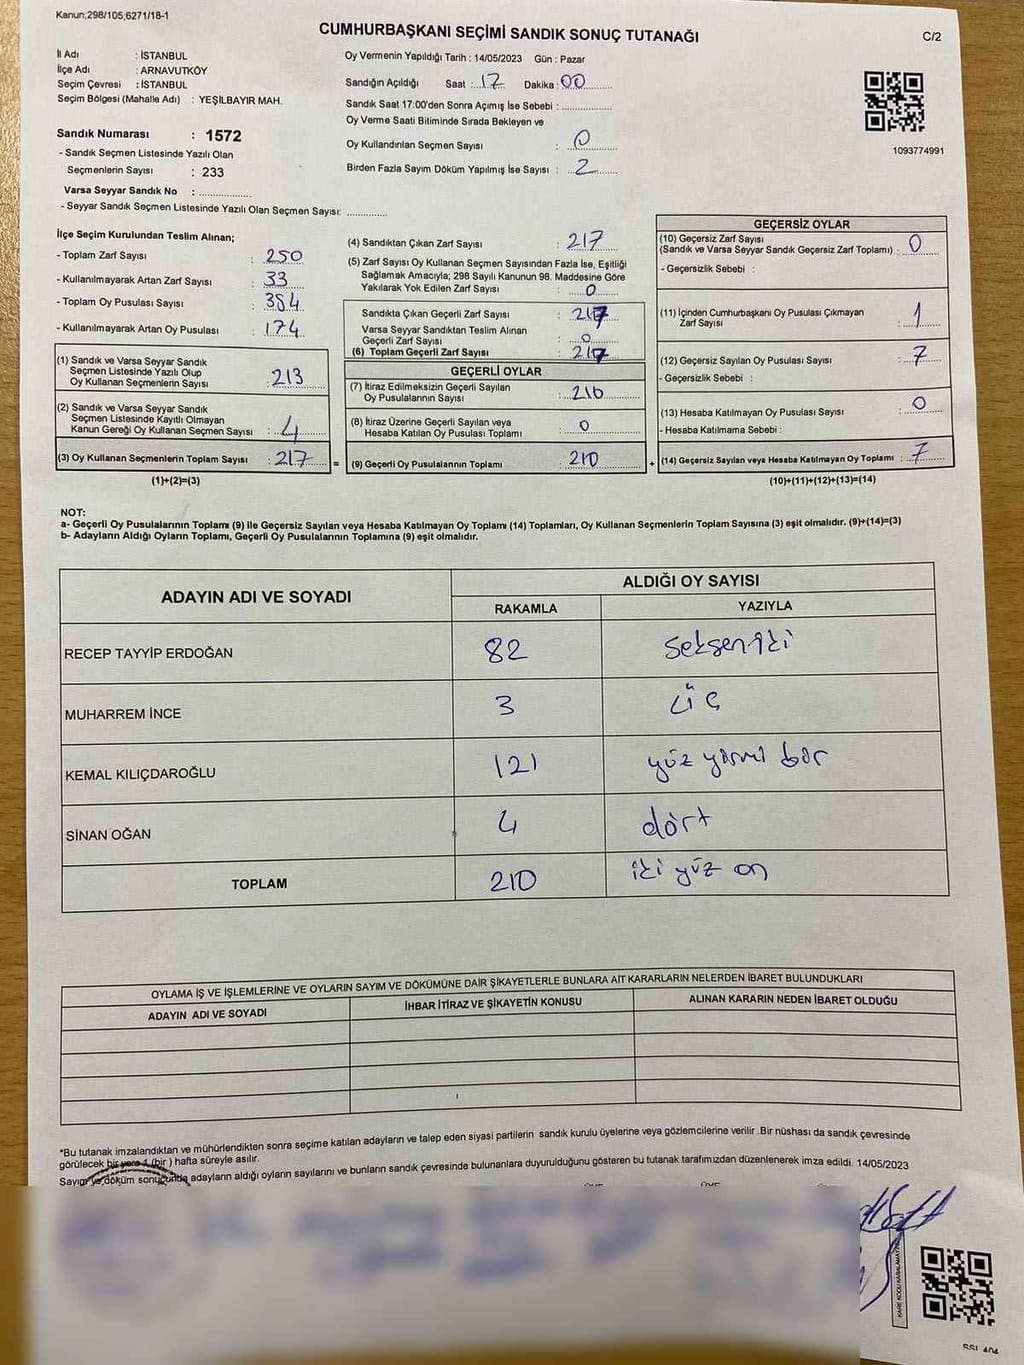 Kanun;298/105;6271/18-1
CUMHURBAŞKANI SEÇİMİ SANDIK SONUÇ TUTANAĞI
C/2
İl Adı : İSTANBUL
İlçe Adı : ARNAVUTKÖY
Seçim Çevresi : İSTANBUL
Seçim Bölgesi (Mahalle Adı) : YEŞİLBAYIR MAH.
Sandık Numarası : 1572
- Sandık Seçmen Listesinde Yazılı Olan
Seçmenlerin Sayısı : 233
Varsa Seyyar Sandık No :
- Seyyar Sandık Seçmen Listesinde Yazılı Olan Seçmen Sayısı:
Oy Vermenin Yapıldığı Tarih : 14/05/2023 Gün : Pazar
Sandığın Açıldığı Saat : 17 Dakika : 00
Sandık Saat 17:00'den Sonra Açımış İse Sebebi :
Oy Verme Saati Bitiminde Sırada Bekleyen ve
Oy Kullandırılan Seçmen Sayısı : 0
Birden Fazla Sayım Döküm Yapılmış İse Sayısı : 2
1093774991
İlçe Seçim Kurulundan Teslim Alınan;
- Toplam Zarf Sayısı : 250
- Kullanılmayarak Artan Zarf Sayısı : 33
- Toplam Oy Pusulası Sayısı : 384
- Kullanılmayarak Artan Oy Pusulası : 174
(1) Sandık ve Varsa Seyyar Sandık
Seçmen Listesinde Yazılı Olup
Oy Kullanan Seçmenlerin Sayısı : 213
(2) Sandık ve Varsa Seyyar Sandık
Seçmen Listesinde Kayıtlı Olmayan
Kanun Gereği Oy Kullanan Seçmen Sayısı : 4
(3) Oy Kullanan Seçmenlerin Toplam Sayısı : 217
(1)+(2)=(3)
(4) Sandıktan Çıkan Zarf Sayısı : 217
(5) Zarf Sayısı Oy Kullanan Seçmen Sayısından Fazla İse, Eşitliği
Sağlamak Amacıyla; 298 Sayılı Kanunun 98. Maddesine Göre
Yakılarak Yok Edilen Zarf Sayısı : 0
Sandıkta Çıkan Geçerli Zarf Sayısı : 217
Varsa Seyyar Sandıktan Teslim Alınan
Geçerli Zarf Sayısı : 0
(6) Toplam Geçerli Zarf Sayısı : 217
GEÇERLİ OYLAR
(7) İtiraz Edilmeksizin Geçerli Sayılan
Oy Pusulalarının Sayısı : 210
(8) İtiraz Üzerine Geçerli Sayılan veya
Hesaba Katılan Oy Pusulası Toplamı : 0
= (9) Geçerli Oy Pusulalarının Toplamı : 210 +
GEÇERSİZ OYLAR
(10) Geçersiz Zarf Sayısı
(Sandık ve Varsa Seyyar Sandık Geçersiz Zarf Toplamı) : 0
- Geçersizlik Sebebi :
(11) İçinden Cumhurbaşkanı Oy Pusulası Çıkmayan
Zarf Sayısı : 1
(12) Geçersiz Sayılan Oy Pusulası Sayısı : 7
- Geçersizlik Sebebi :
(13) Hesaba Katılmayan Oy Pusulası Sayısı : 0
- Hesaba Katılmama Sebebi :
(14) Geçersiz Sayılan veya Hesaba Katılmayan Oy Toplamı : 7
(10)+(11)+(12)+(13)=(14)
NOT:
a- Geçerli Oy Pusulalarının Toplamı (9) ile Geçersiz Sayılan veya Hesaba Katılmayan Oy Toplamı (14) Toplamları, Oy Kullanan Seçmenlerin Toplam Sayısına (3) eşit olmalıdır. (9)+(14)=(3)
b- Adayların Aldığı Oyların Toplamı, Geçerli Oy Pusulalarının Toplamına (9) eşit olmalıdır.
ADAYIN ADI VE SOYADI
ALDIĞI OY SAYISI
RAKAMLA YAZIYLA
RECEP TAYYİP ERDOĞAN 82 seksen iki
MUHARREM İNCE 3 üç
KEMAL KILIÇDAROĞLU 121 yüz yirmi bir
SİNAN OĞAN 4 dört
TOPLAM 210 iki yüz on
OYLAMA İŞ VE İŞLEMLERİNE VE OYLARIN SAYIM VE DÖKÜMÜNE DAİR ŞİKAYETLERLE BUNLARA AİT KARARLARIN NELERDEN İBARET BULUNDUKLARI
ADAYIN ADI VE SOYADI İHBAR İTİRAZ VE ŞİKAYETİN KONUSU ALINAN KARARIN NEDEN İBARET OLDUĞU
*Bu tutanak imzalandıktan ve mühürlendikten sonra seçime katılan adayların ve talep eden siyasi partilerin sandık kurulu üyelerine veya gözlemcilerine verilir .Bir nüshası da sandık çevresinde
görülecek bir yere 1 (bir ) hafta süreyle asılır.
Sayım ve döküm sonucunda adayların aldığı oyların sayılarını ve bunların sandık çevresinde bulunanlara duyurulduğunu gösteren bu tutanak tarafımızdan düzenlenerek imza edildi. 14/05/2023
KARE KODU KARALAMAYINIZ